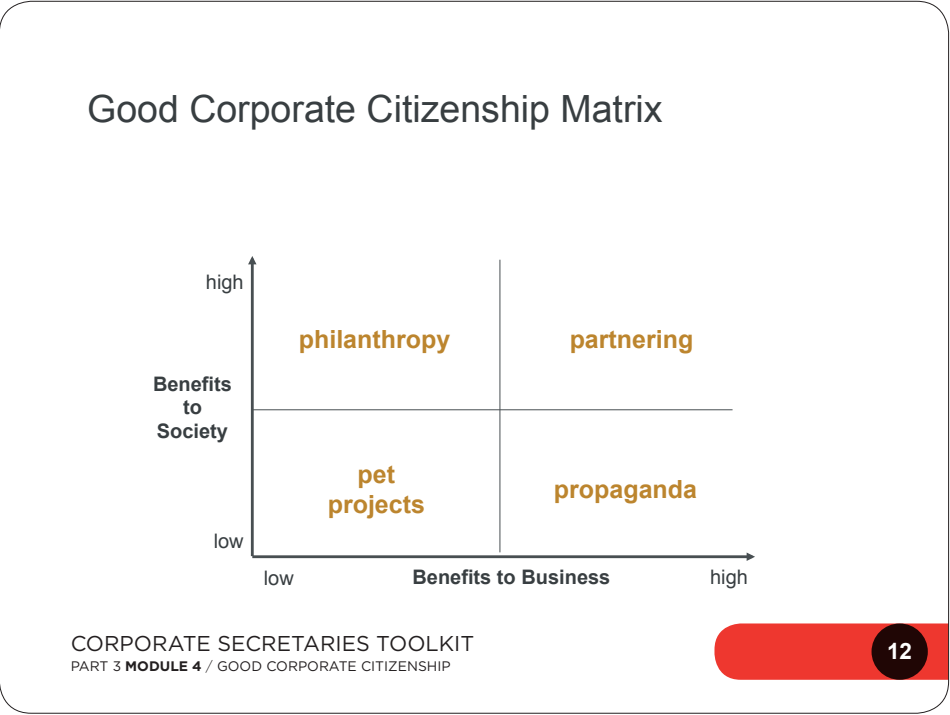 Good Corporate Citizenship Matrix
high
philanthropy
partnering
Benefits
to
Society
pet
projects
propaganda
low
low
Benefits to Business
high
CORPORATE SECRETARIES TOOLKIT
PART 3 MODULE 4 / GOOD CORPORATE CITIZENSHIP
12